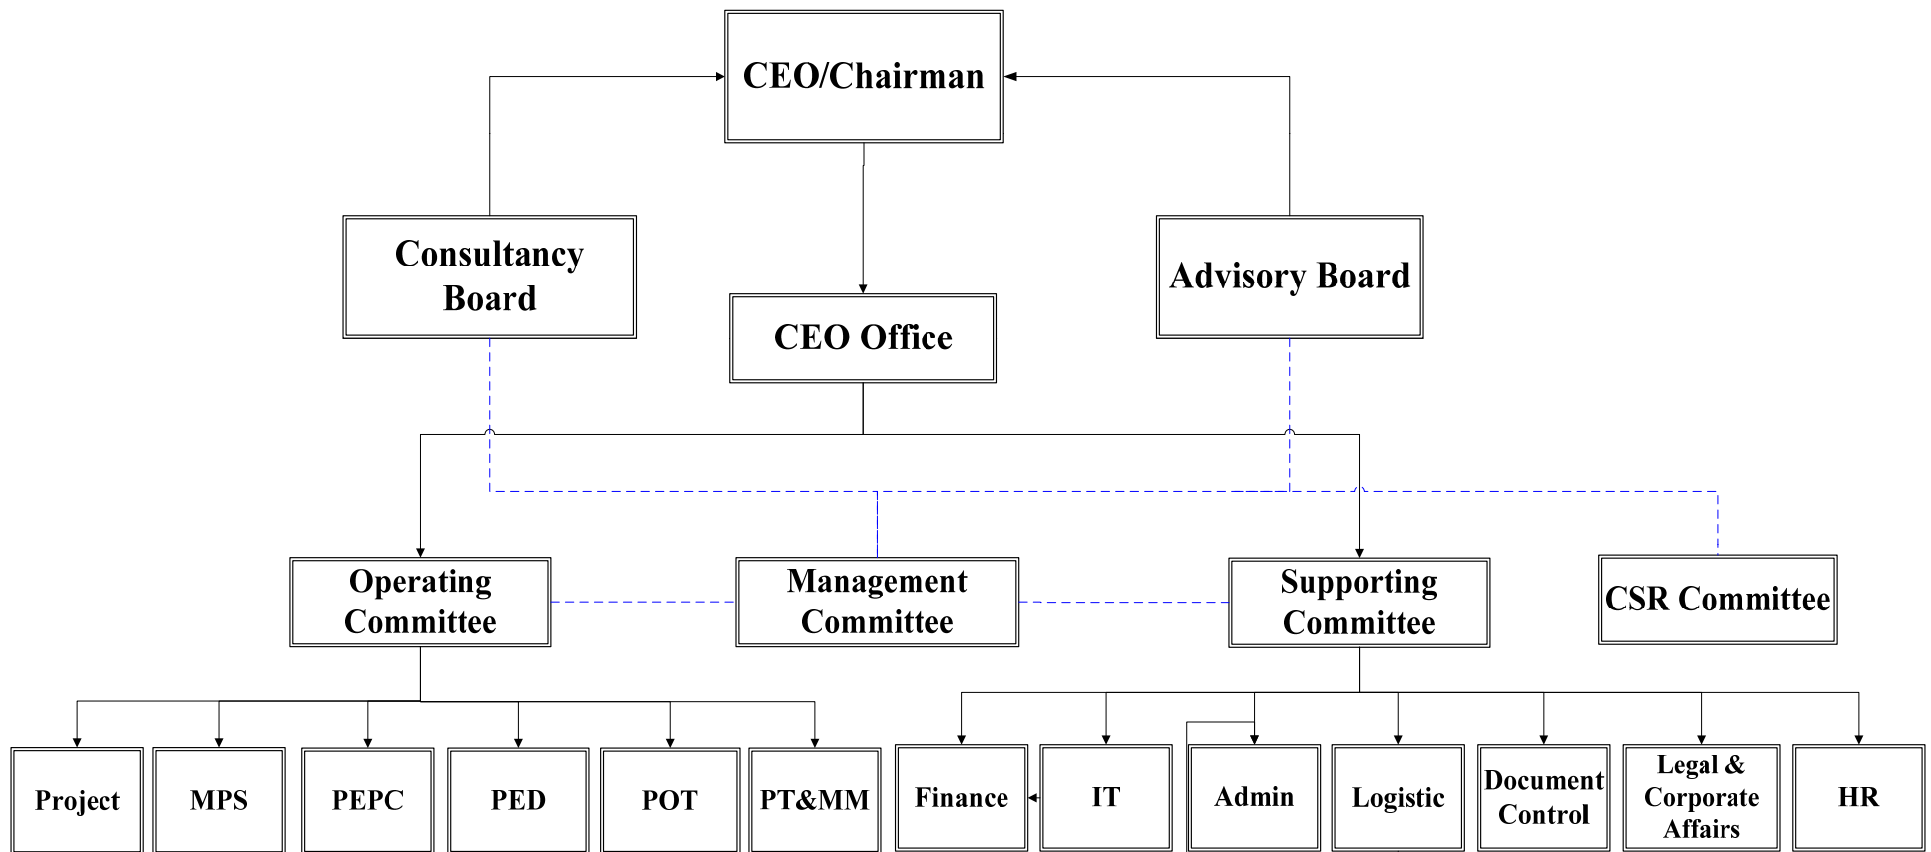 CEO/Chairman
Consultancy
Board
Advisory Board
CEO Office
Operating
Committee
Management
Committee
Supporting
Committee
CSR Committee
Project
MPS
PEPC
PED
POT
PT&MM
Finance
IT
Admin
Logistic
Document
Control
Legal &
Corporate
Affairs
HR